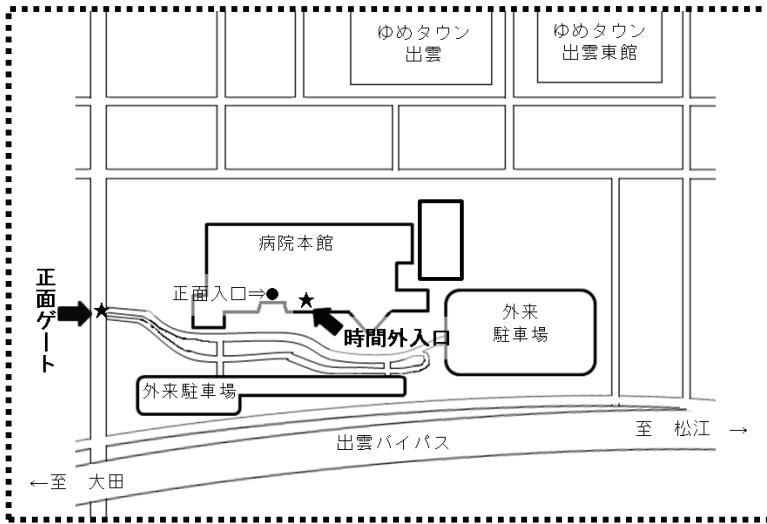 ゆめタウン
出雲
ゆめタウン
出雲東館
病院本館
正面入口⇒●
正面ゲート
★
★
時間外入口
外来
駐車場
外来駐車場
出雲バイパス
至 松江 →
←至 大田